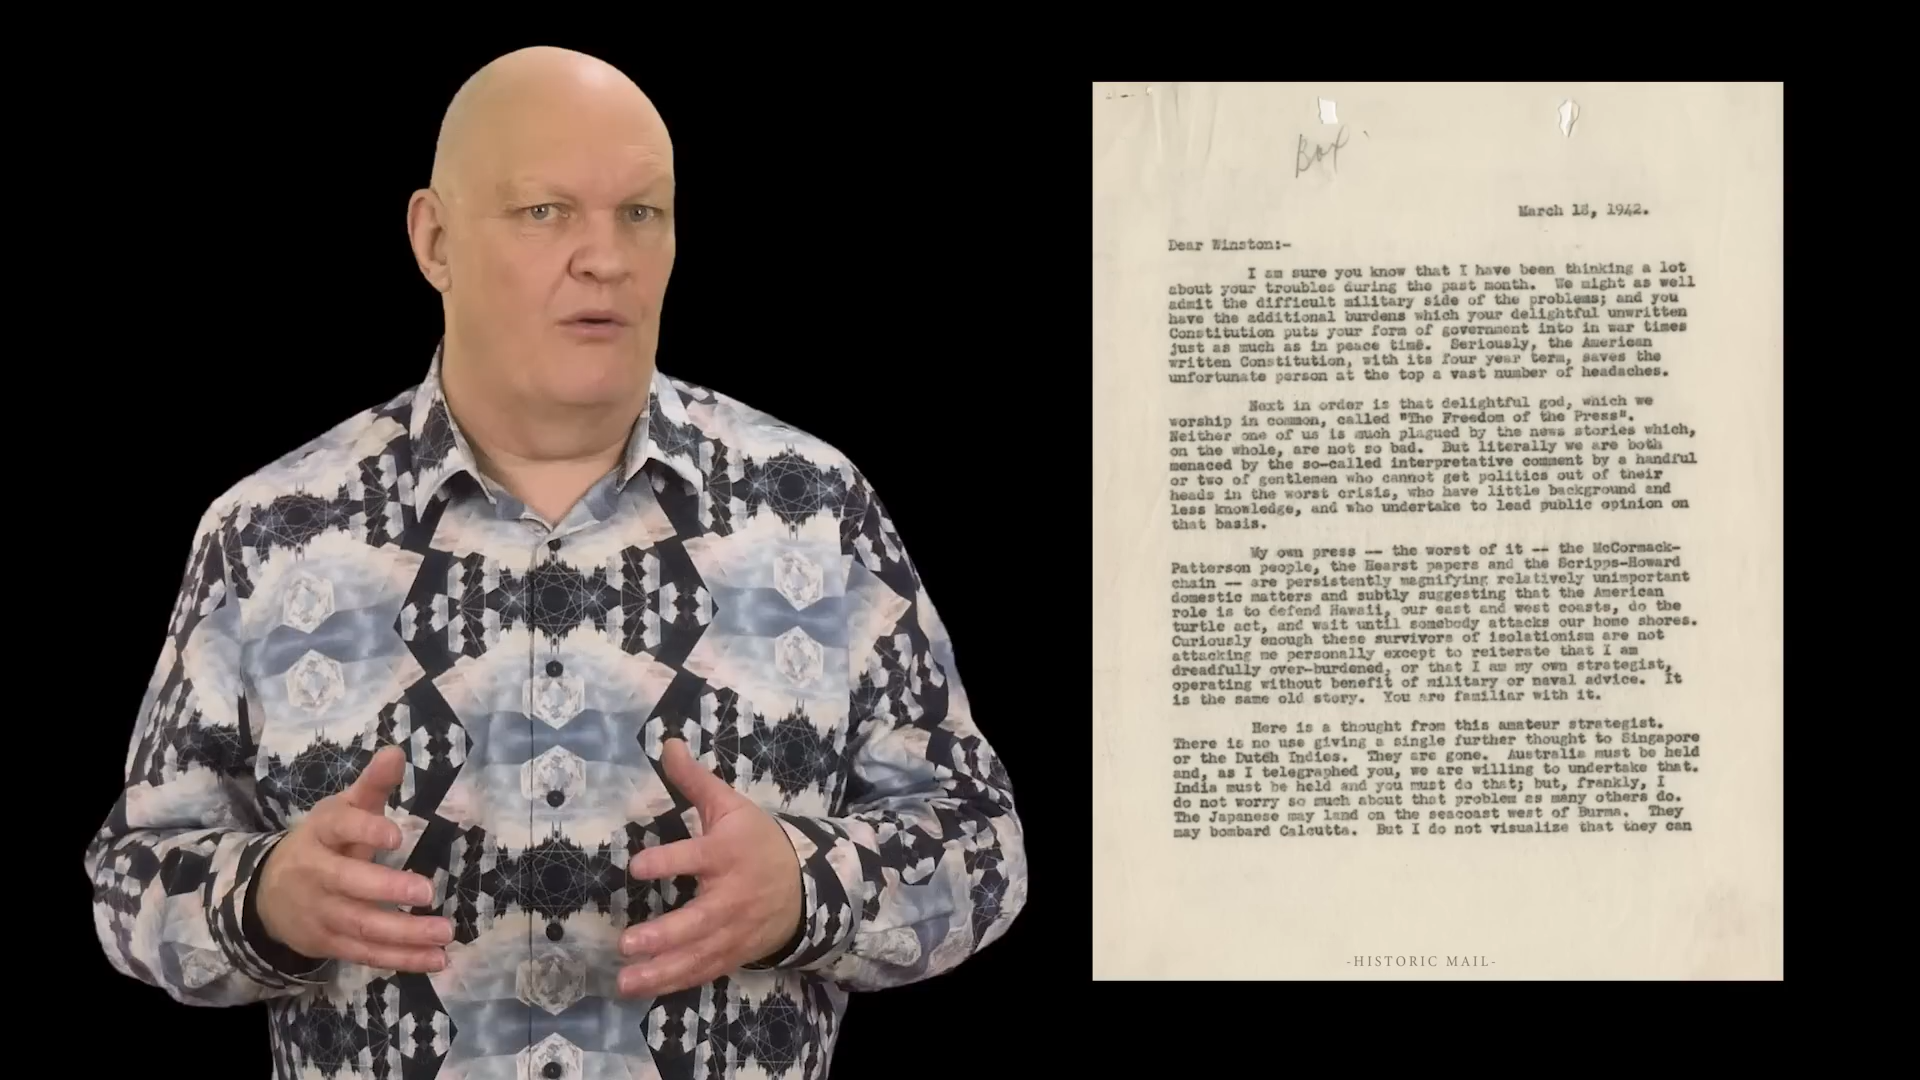 Box
March 18, 1942.
Dear Winston:-
I am sure you know that I have been thinking a lot
about your troubles during the past month. We might as well
admit the difficult military side of the problems; and you
have the additional burdens which your delightful unwritten
Constitution puts your form of government into in war times
just as much as in peace time. Seriously, the American
written Constitution, with its four year term, saves the
unfortunate person at the top a vast number of headaches.
Next in order is that delightful god, which we
worship in common, called "The Freedom of the Press".
Neither one of us is much plagued by the news stories which,
on the whole, are not so bad. But literally we are both
menaced by the so-called interpretative comment by a handful
or two of gentlemen who cannot get politics out of their
heads in the worst crisis, who have little background and
less knowledge, and who undertake to lead public opinion on
that basis.
My own press -- the worst of it -- the McCormack-
Patterson people, the Hearst papers and the Scripps-Howard
chain -- are persistently magnifying relatively unimportant
domestic matters and subtly suggesting that the American
role is to defend Hawaii, our east and west coasts, do the
turtle act, and wait until somebody attacks our home shores.
Curiously enough these survivors of isolationism are not
attacking me personally except to reiterate that I am
dreadfully over-burdened, or that I am my own strategist,
operating without benefit of military or naval advice. It
is the same old story. You are familiar with it.
Here is a thought from this amateur strategist.
There is no use giving a single further thought to Singapore
or the Dutch Indies. They are gone. Australia must be held
and, as I telegraphed you, we are willing to undertake that.
India must be held and you must do that; but, frankly, I
do not worry so much about that problem as many others do.
The Japanese may land on the seacoast west of Burma. They
may bombard Calcutta. But I do not visualize that they can
-HISTORIC MAIL-